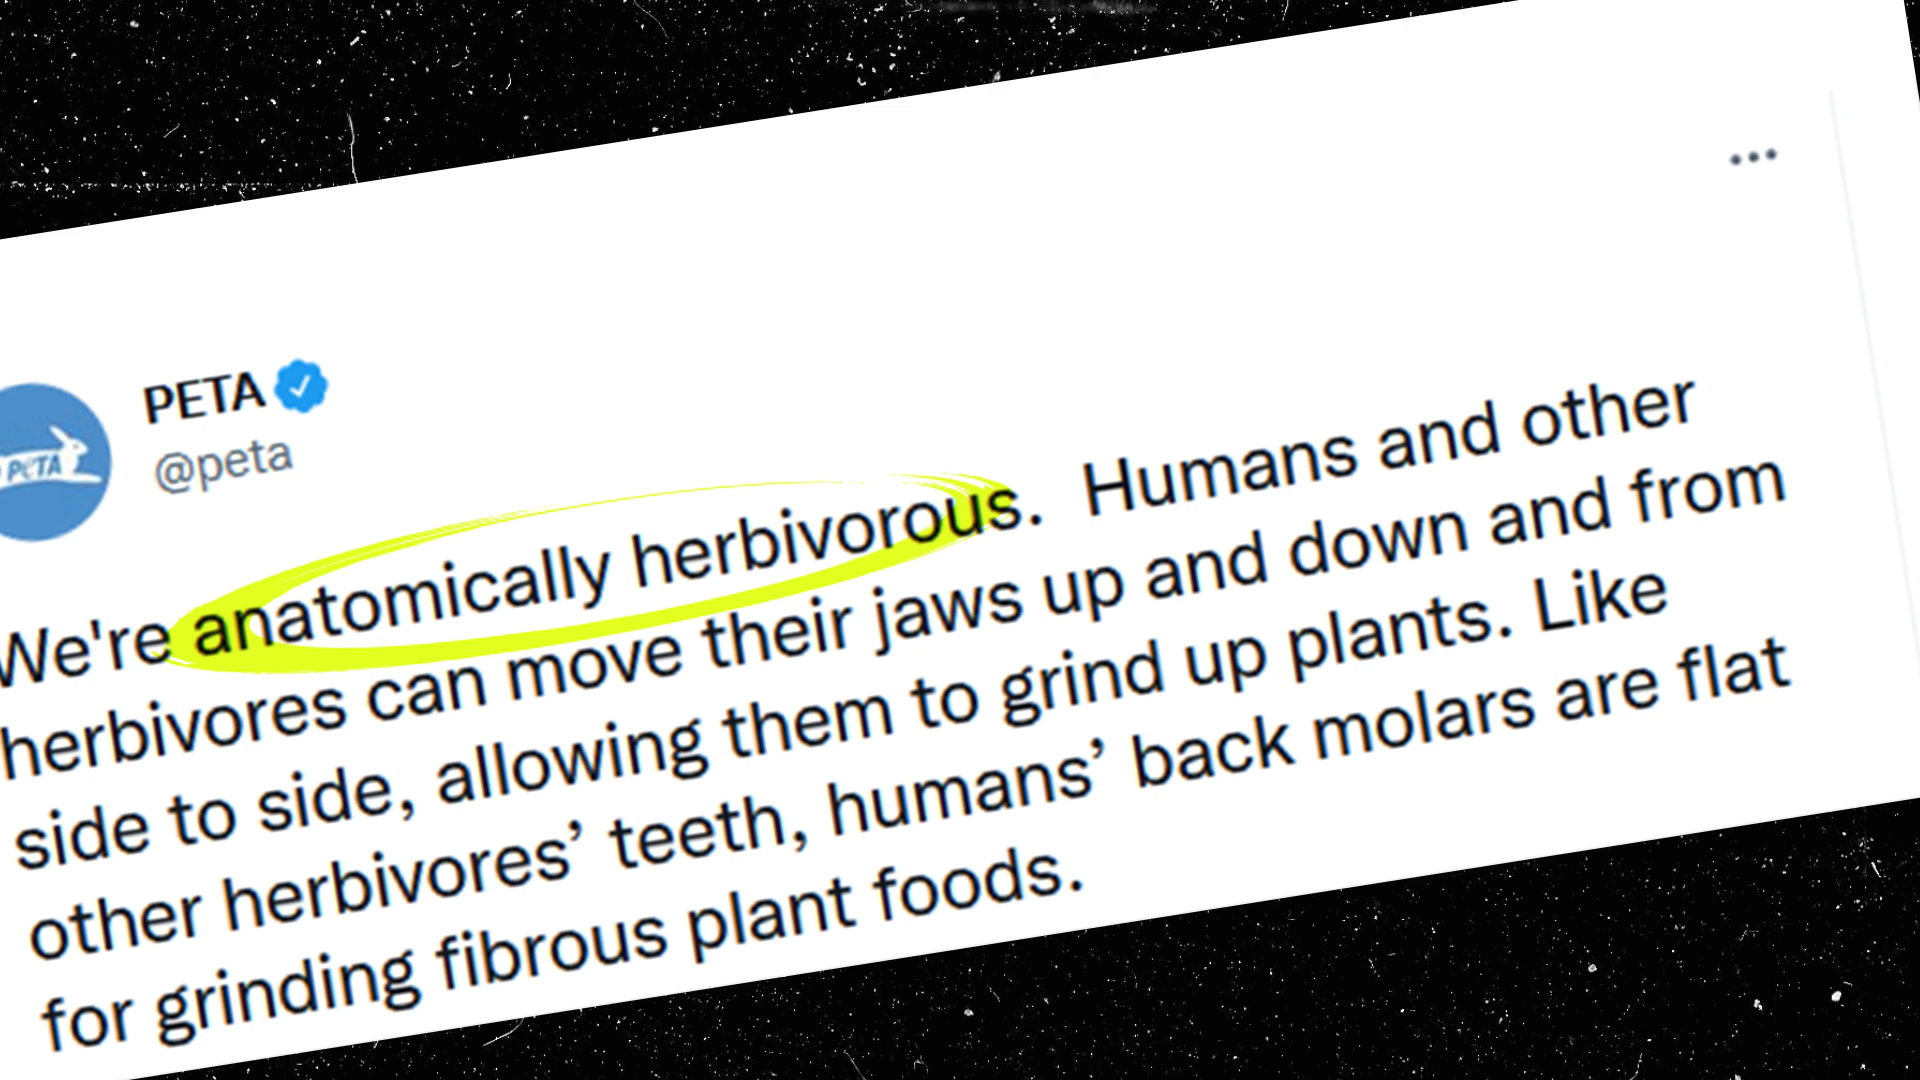 PETA
@peta
PETA
We're anatomically herbivorous.  Humans and other
herbivores can move their jaws up and down and from
side to side, allowing them to grind up plants. Like
other herbivores’ teeth, humans’ back molars are flat
for grinding fibrous plant foods.